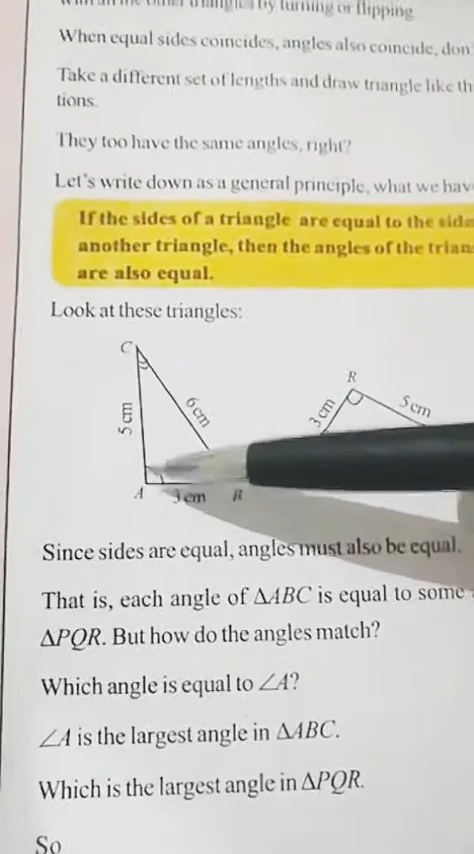 by turning or flipping
When equal sides coincides, angles also coincide, don'
Take a different set of lengths and draw triangle like th
tions.
They too have the same angles, right?
Let's write down as a general principle, what we hav
If the sides of a triangle are equal to the side
another triangle, then the angles of the trian
are also equal.
Look at these triangles:
C
5 cm
6 cm
A
3 cm
R
3 cm
5 cm
Since sides are equal, angles must also be equal.
That is, each angle of ΔABC is equal to some
ΔPQR. But how do the angles match?
Which angle is equal to ∠A?
∠A is the largest angle in ΔABC.
Which is the largest angle in ΔPQR.
So